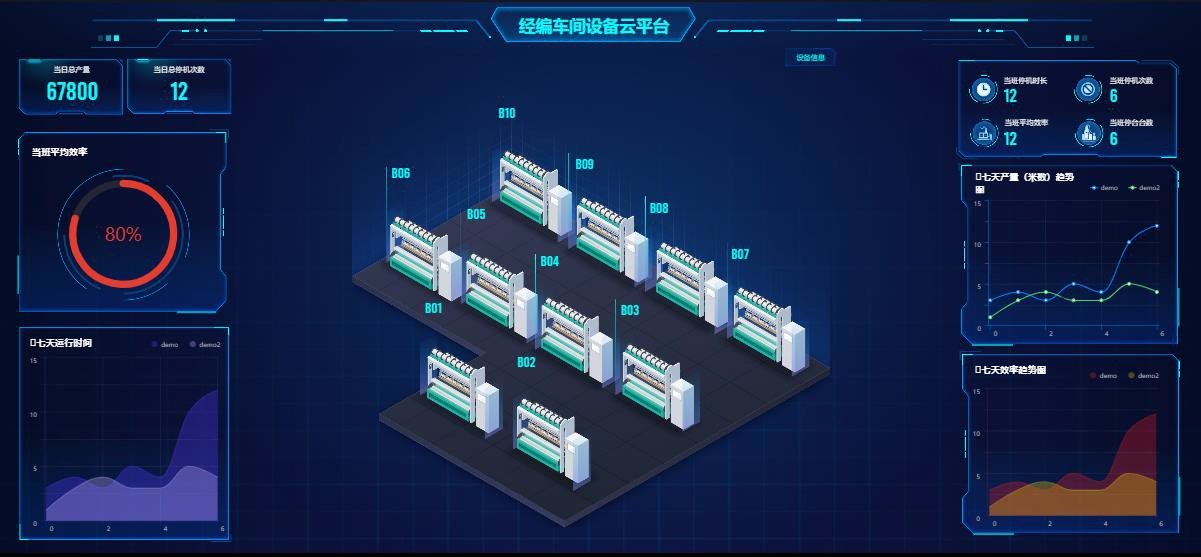 经编车间设备云平台
设备信息
当日总产量
67800
当日总停机次数
12
当班平均效率
80%
七天运行时间
demo
demo2
15
10
5
0
0 2 4 6
B10
B09
B06
B08
B05
B07
B04
B01
B03
B02
当班停机时长
12
当班停机次数
6
当班平均效率
12
当班停台台数
6
七天产量（米数）趋势
图
demo
demo2
15
10
5
0
0 2 4 6
七天效率趋势图
demo
demo2
15
10
5
0
0 2 4 6